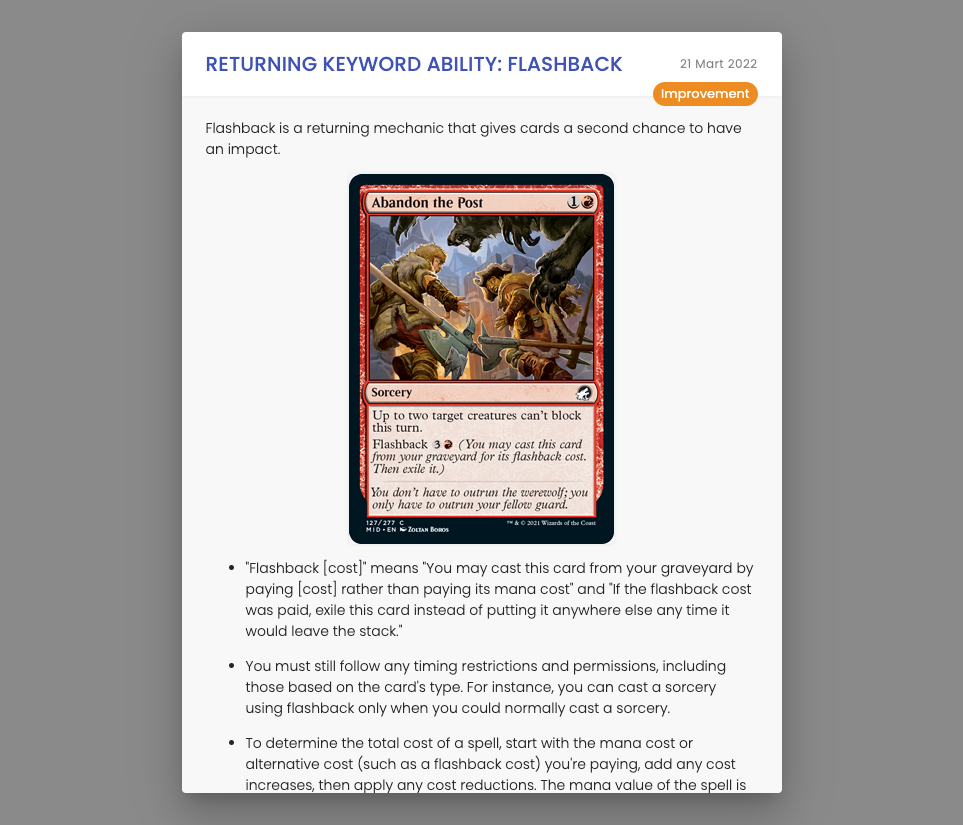 RETURNING KEYWORD ABILITY: FLASHBACK
21 Mart 2022
Improvement
Flashback is a returning mechanic that gives cards a second chance to have
an impact.
Abandon the Post
1
Sorcery
Up to two target creatures can't block
this turn.
Flashback 3 (You may cast this card
from your graveyard for its flashback cost.
Then exile it.)
You don't have to outrun the werewolf; you
only have to outrun your fellow guard.
127/277 C
MID • EN Zoltan Boros
™ & © 2021 Wizards of the Coast
• "Flashback [cost]" means "You may cast this card from your graveyard by
paying [cost] rather than paying its mana cost" and "If the flashback cost
was paid, exile this card instead of putting it anywhere else any time it
would leave the stack."
• You must still follow any timing restrictions and permissions, including
those based on the card's type. For instance, you can cast a sorcery
using flashback only when you could normally cast a sorcery.
• To determine the total cost of a spell, start with the mana cost or
alternative cost (such as a flashback cost) you're paying, add any cost
increases, then apply any cost reductions. The mana value of the spell is